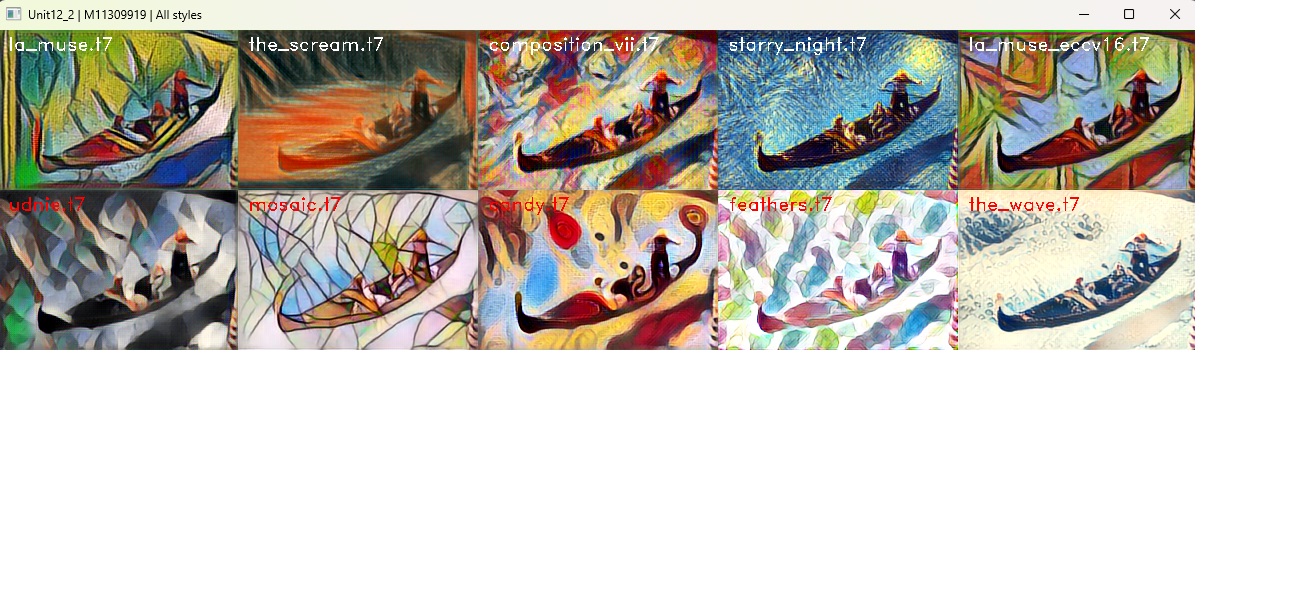 Unit12_2 | M11309919 | All styles
la_muse.t7
the_scream.t7
composition_vii.t7
starry_night.t7
la_muse_eccv16.t7
udnie.t7
mosaic.t7
candy.t7
feathers.t7
the_wave.t7